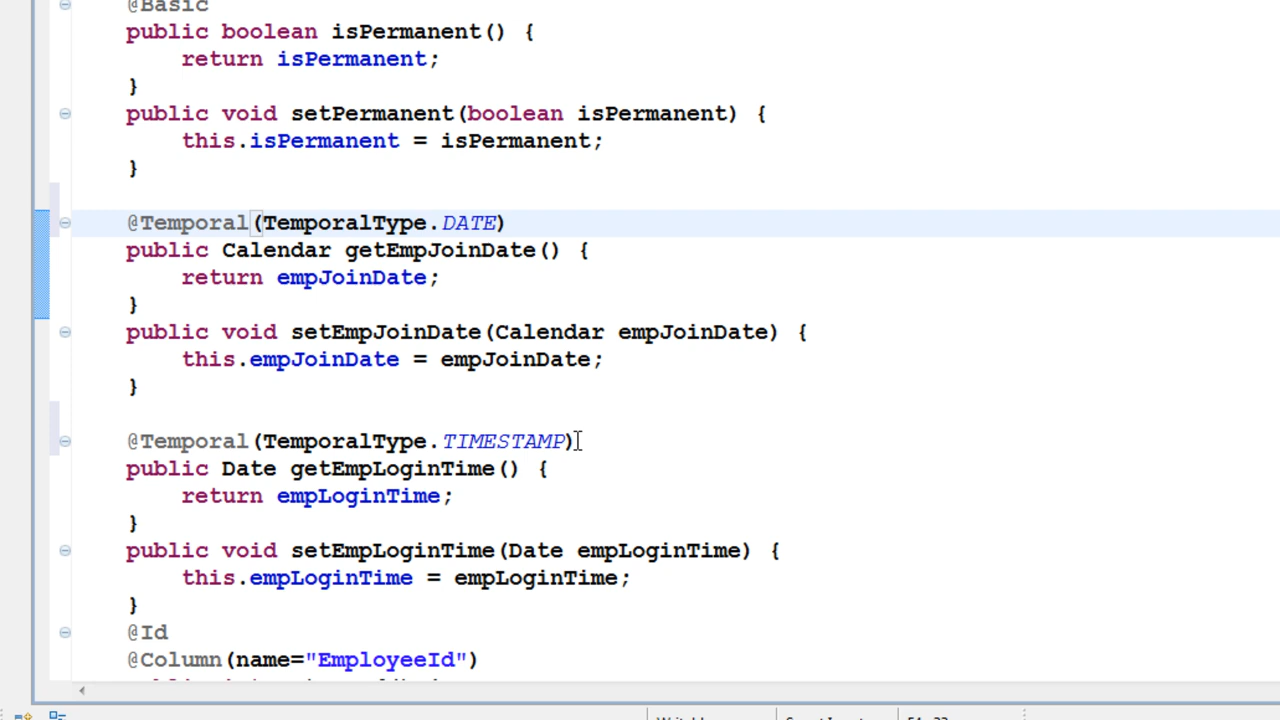 @Basic
public boolean isPermanent() {
return isPermanent;
}
public void setPermanent(boolean isPermanent) {
this.isPermanent = isPermanent;
}
@Temporal(TemporalType.DATE)
public Calendar getEmpJoinDate() {
return empJoinDate;
}
public void setEmpJoinDate(Calendar empJoinDate) {
this.empJoinDate = empJoinDate;
}
@Temporal(TemporalType.TIMESTAMP)
public Date getEmpLoginTime() {
return empLoginTime;
}
public void setEmpLoginTime(Date empLoginTime) {
this.empLoginTime = empLoginTime;
}
@Id
@Column(name="EmployeeId")